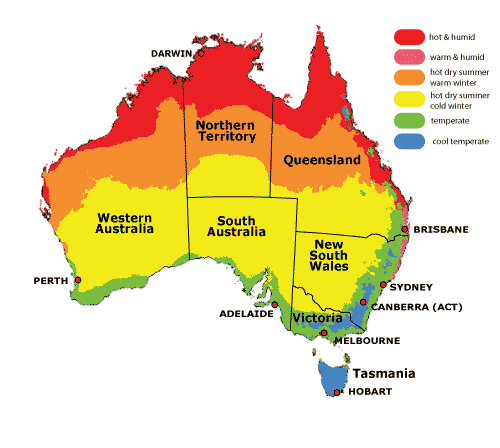 hot & humid
warm & humid
hot dry summer
warm winter
hot dry summer
cold winter
temperate
cool temperate
DARWIN
Northern
Territory
Queensland
Western
Australia
South
Australia
New
South
Wales
BRISBANE
PERTH
SYDNEY
CANBERRA (ACT)
ADELAIDE
Victoria
MELBOURNE
Tasmania
HOBART